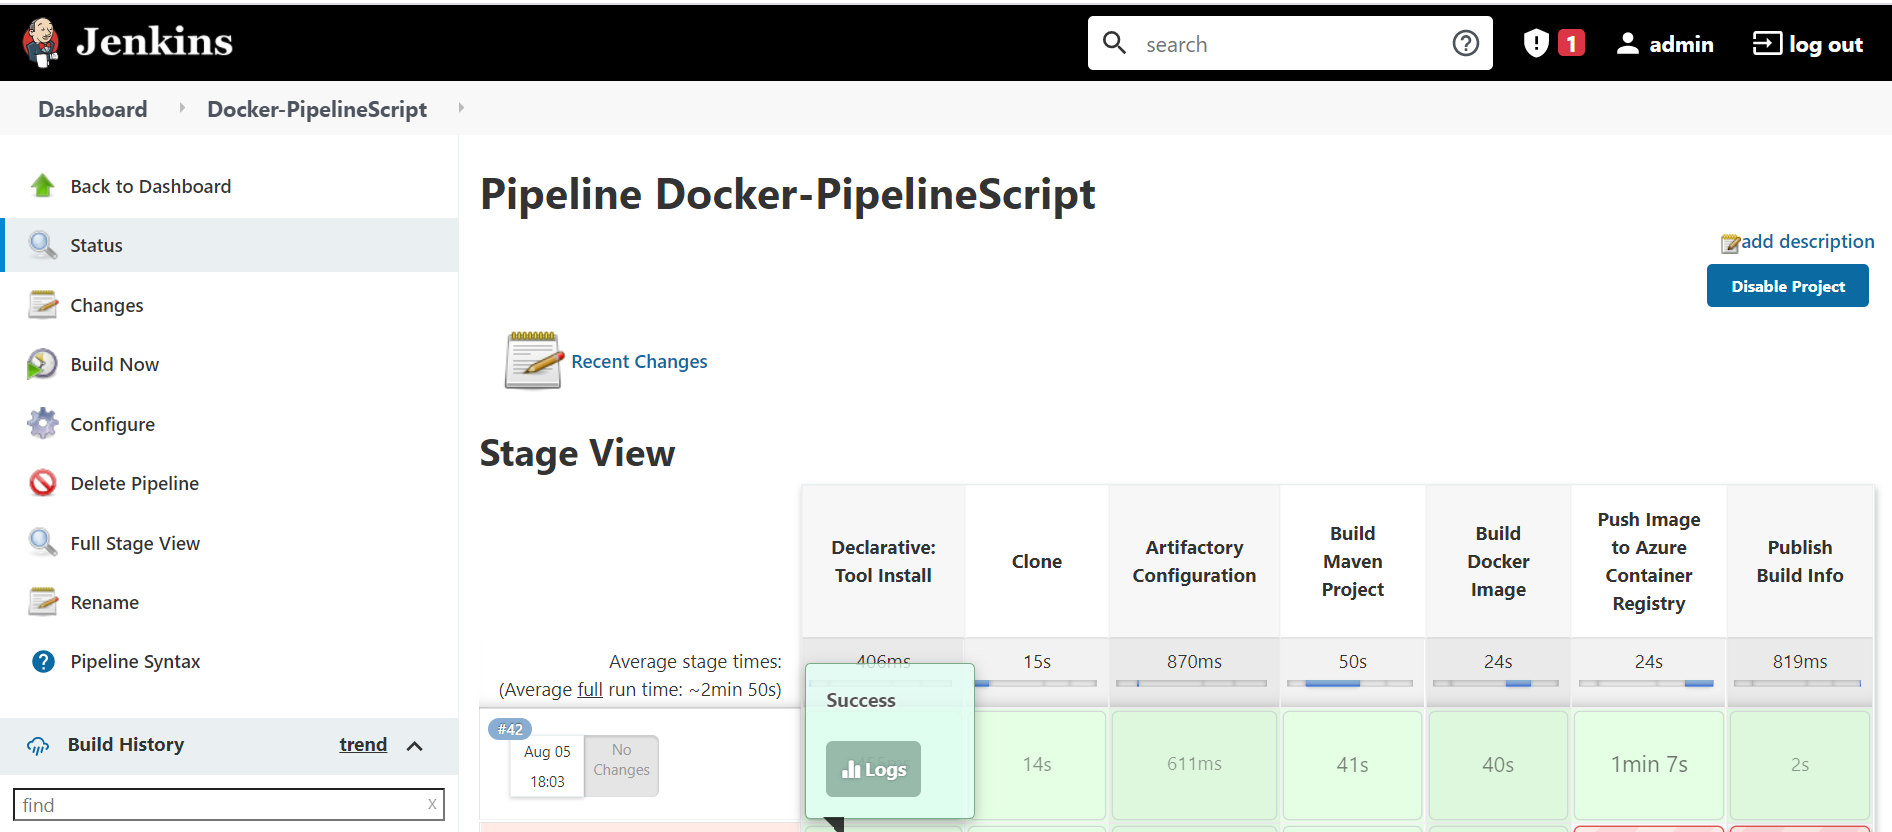 Jenkins
search
1
admin
log out
Dashboard
Docker-PipelineScript
Back to Dashboard
Status
Changes
Build Now
Configure
Delete Pipeline
Full Stage View
Rename
Pipeline Syntax
Build History
trend
find
X
Pipeline Docker-PipelineScript
add description
Disable Project
Recent Changes
Stage View
Declarative:
Tool Install
Clone
Artifactory
Configuration
Build
Maven
Project
Build
Docker
Image
Push Image
to Azure
Container
Registry
Publish
Build Info
Average stage times:
(Average full run time: ~2min 50s)
406ms
15s
870ms
50s
24s
24s
819ms
#42
Aug 05
18:03
No
Changes
Success
Logs
14s
611ms
41s
40s
1min 7s
2s